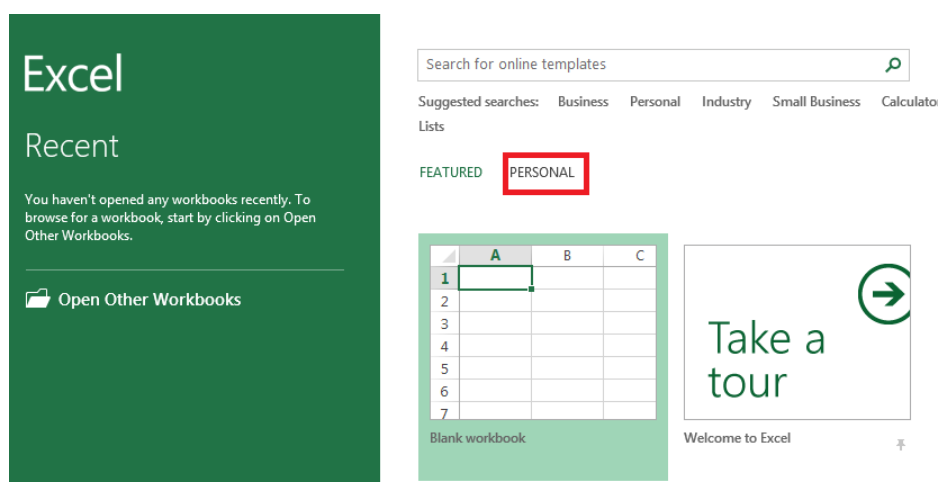 Excel
Recent
You haven't opened any workbooks recently. To
browse for a workbook, start by clicking on Open
Other Workbooks.
Open Other Workbooks
Search for online templates
Suggested searches: Business Personal Industry Small Business Calculator
Lists
FEATURED PERSONAL
A B C
1
2
3
4
5
6
7
Blank workbook
Take a
tour
Welcome to Excel